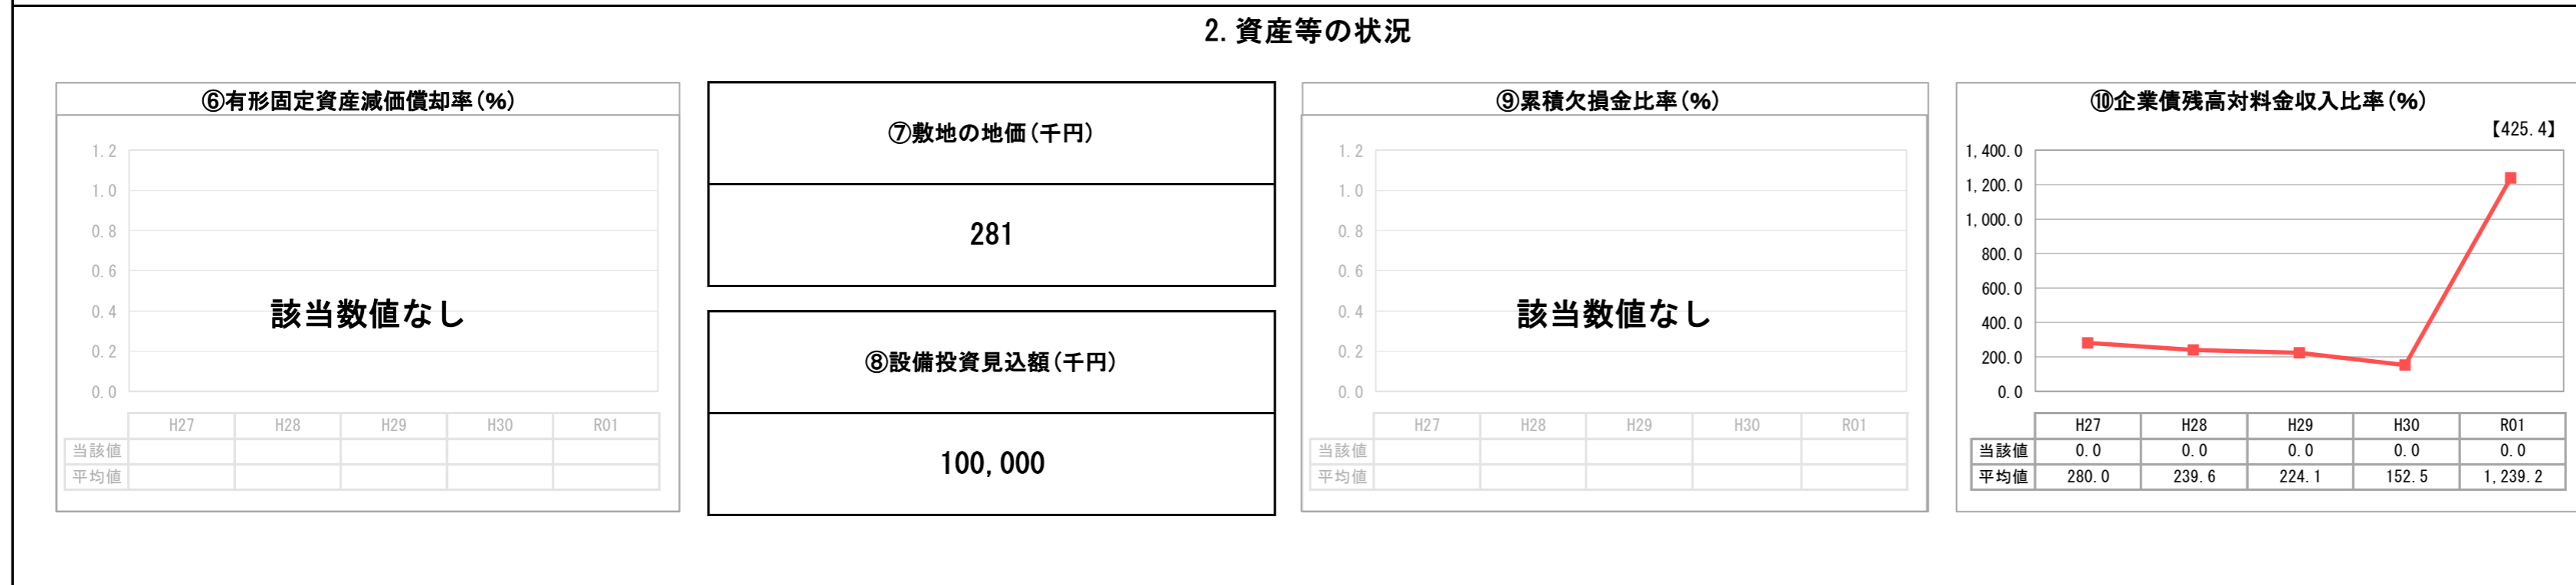 2.資産等の状況
⑥有形固定資産減価償却率(%)
1.2
1.0
0.8
0.6
0.4
0.2
0.0
該当数値なし
H27 H28 H29 H30 R01
当該値
平均値
⑦敷地の地価(千円)
281
⑧設備投資見込額(千円)
100,000
⑨累積欠損金比率(%)
1.2
1.0
0.8
0.6
0.4
0.2
0.0
該当数値なし
H27 H28 H29 H30 R01
当該値
平均値
⑩企業債残高対料金収入比率(%)
【425.4】
1,400.0
1,200.0
1,000.0
800.0
600.0
400.0
200.0
0.0
H27 H28 H29 H30 R01
当該値 0.0 0.0 0.0 0.0 0.0
平均値 280.0 239.6 224.1 152.5 1,239.2